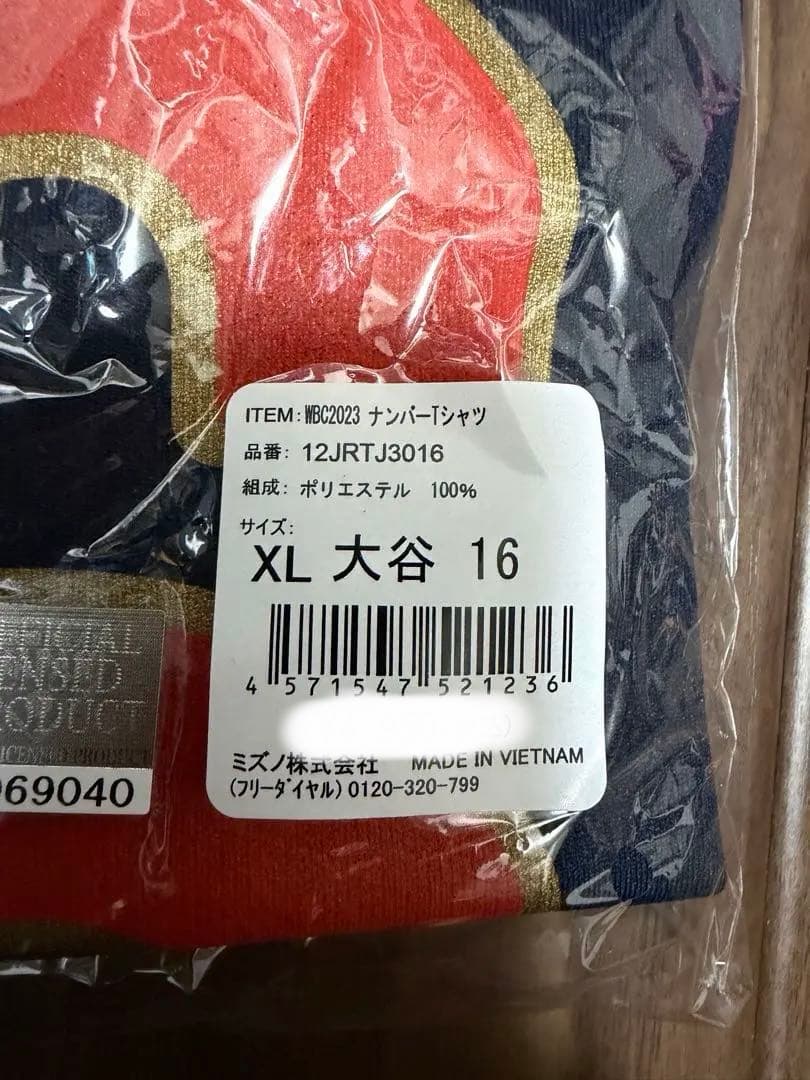 ITEM:WBC2023 ナンバーTシャツ
品番: 12JRTJ3016
組成: ポリエステル 100%
サイズ:
XL 大谷 16
4 571547 521236
ミズノ株式会社 MADE IN VIETNAM
(フリーダイヤル) 0120-320-799
969040